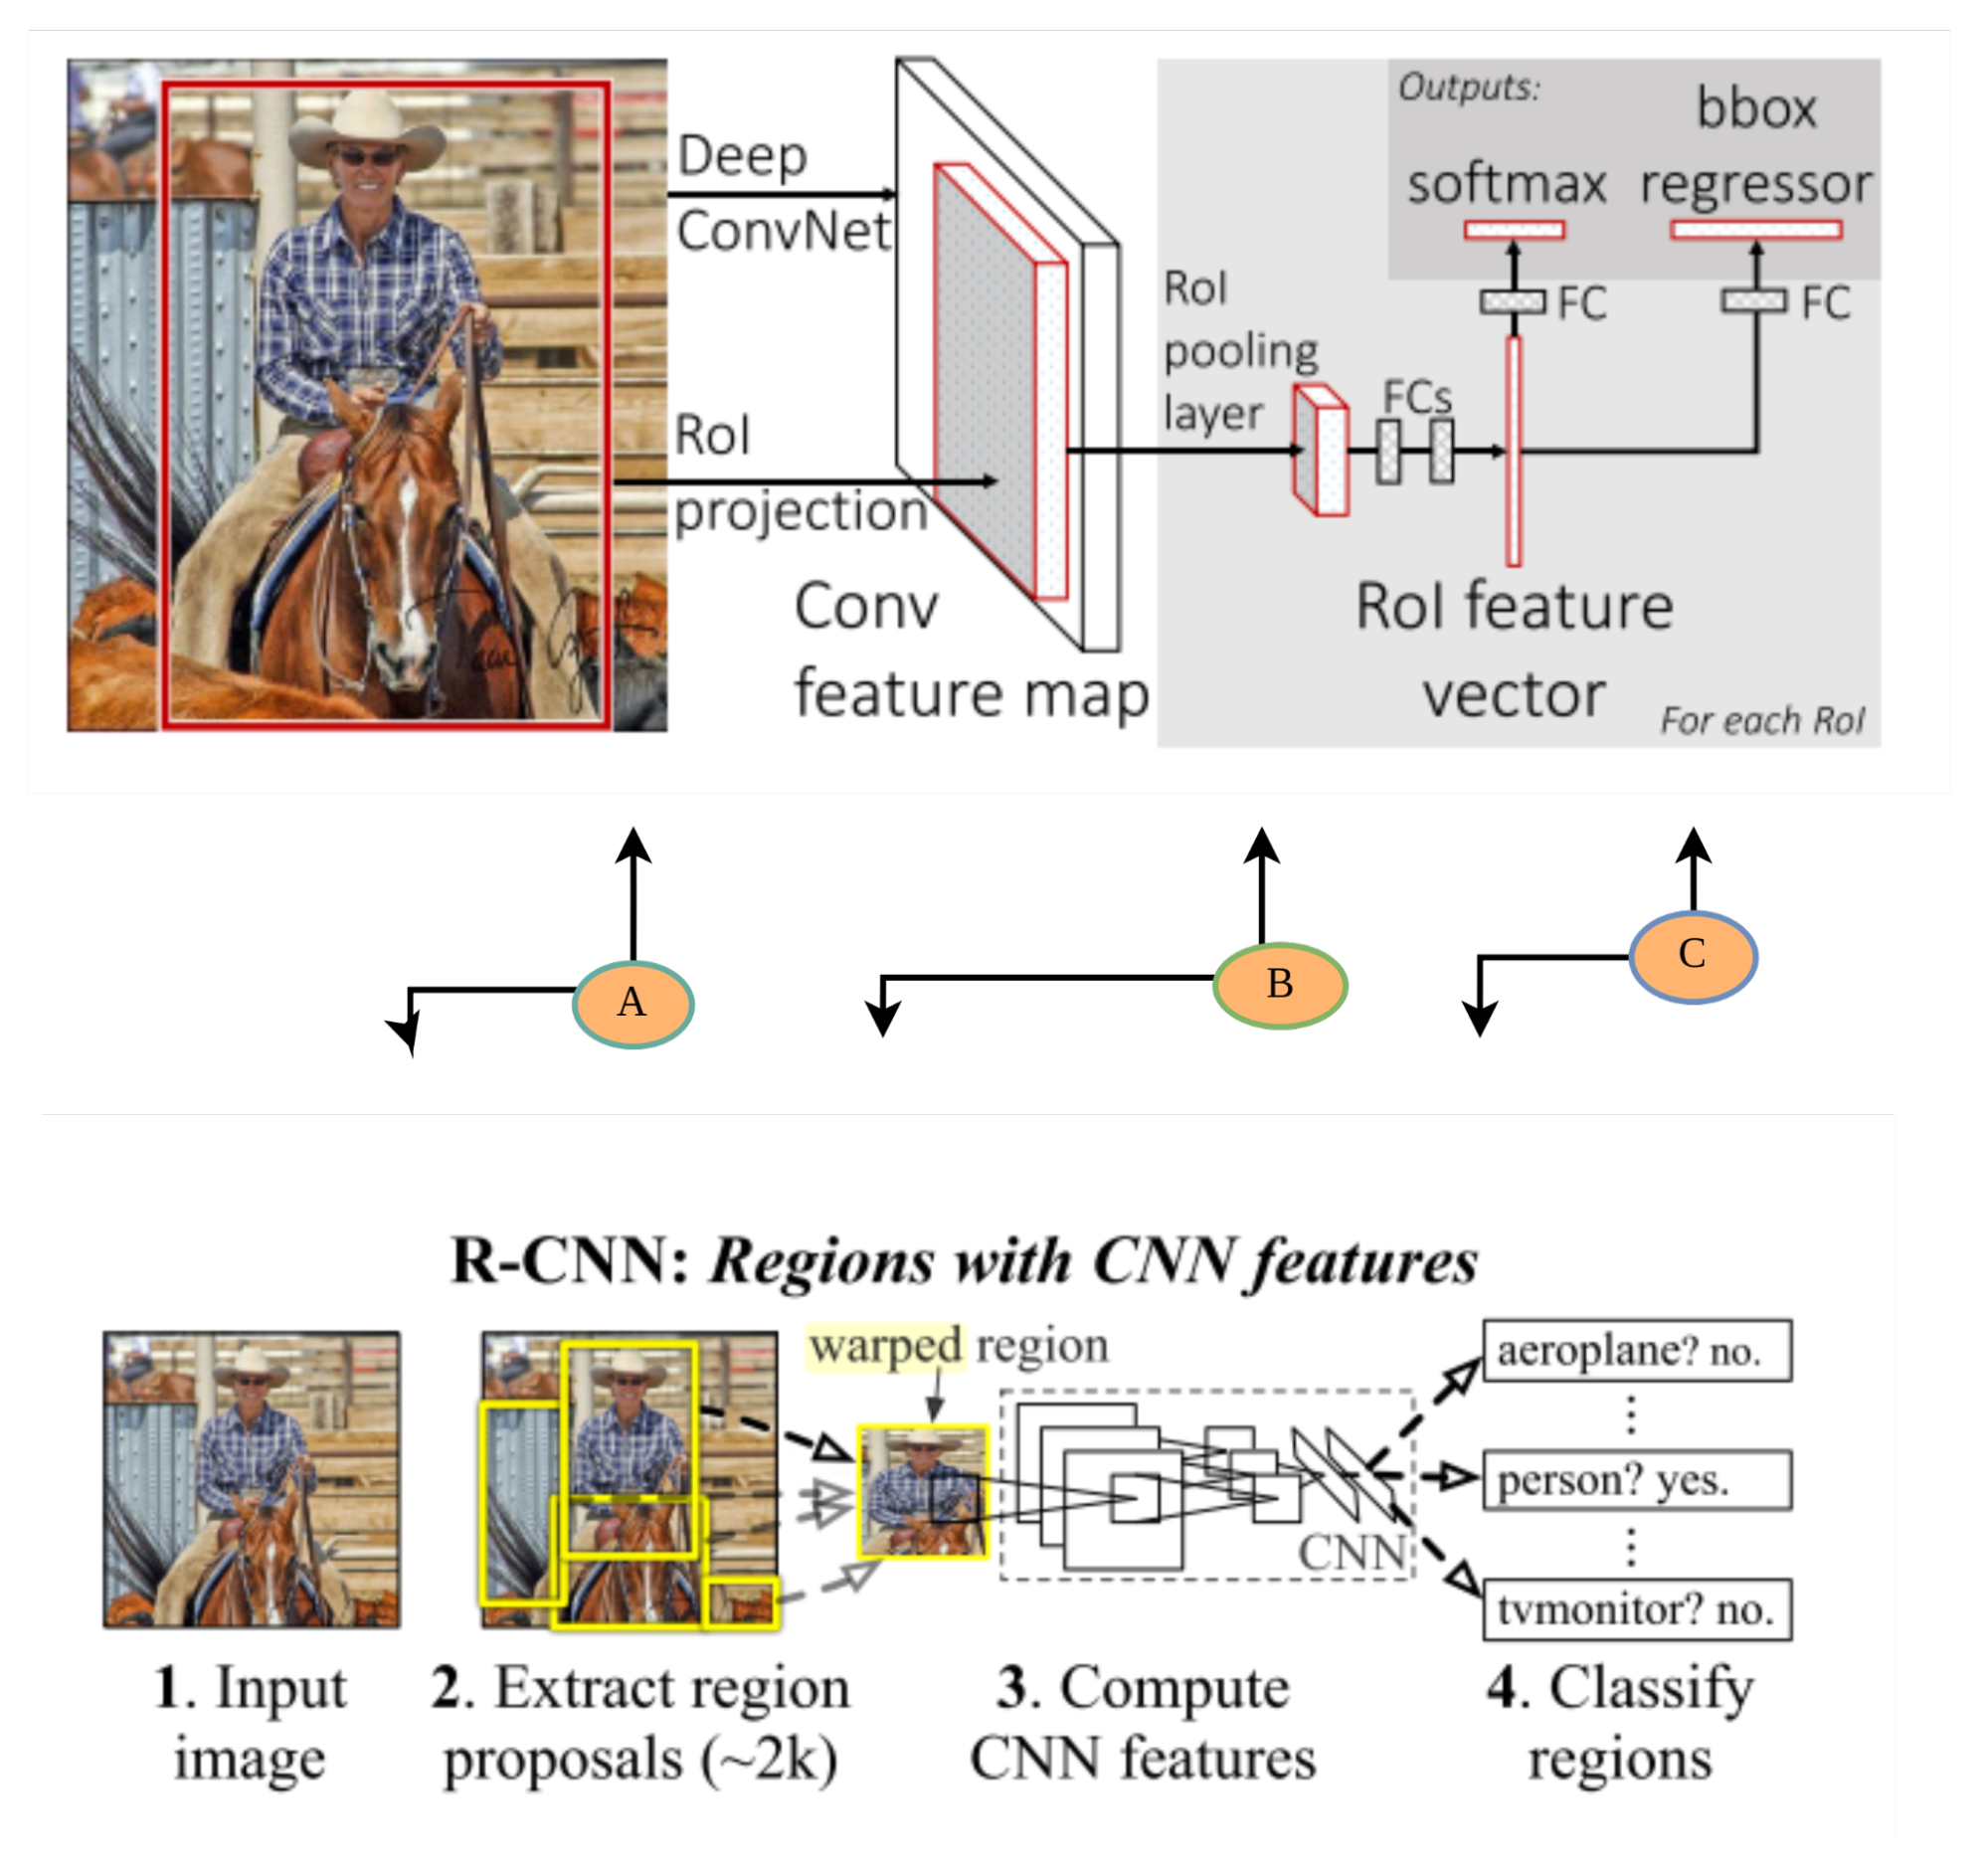 Outputs:
bbox
softmax regressor
Deep
ConvNet
RoI
pooling
layer
FC
FC
FCs
RoI
projection
Conv
feature map
RoI feature
vector
For each RoI
A
B
C
R-CNN: Regions with CNN features
warped region
aeroplane? no.
person? yes.
CNN
tvmonitor? no.
1. Input
image
2. Extract region
proposals (~2k)
3. Compute
CNN features
4. Classify
regions